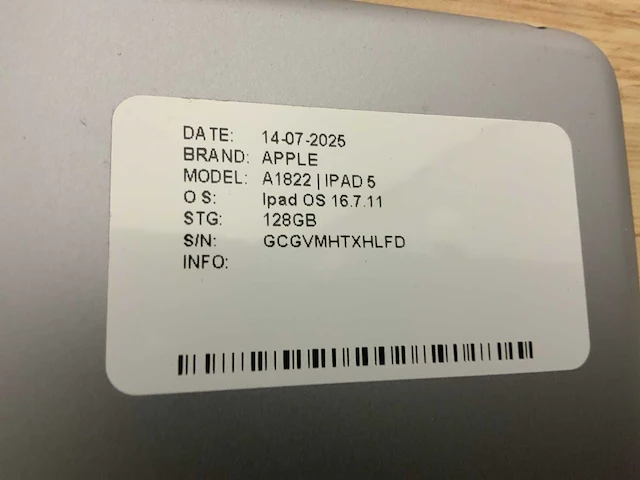 DATE: 14-07-2025
BRAND: APPLE
MODEL: A1822 | IPAD 5
O S: Ipad OS 16.7.11
STG: 128GB
S/N: GCGVMHTXHLFD
INFO: